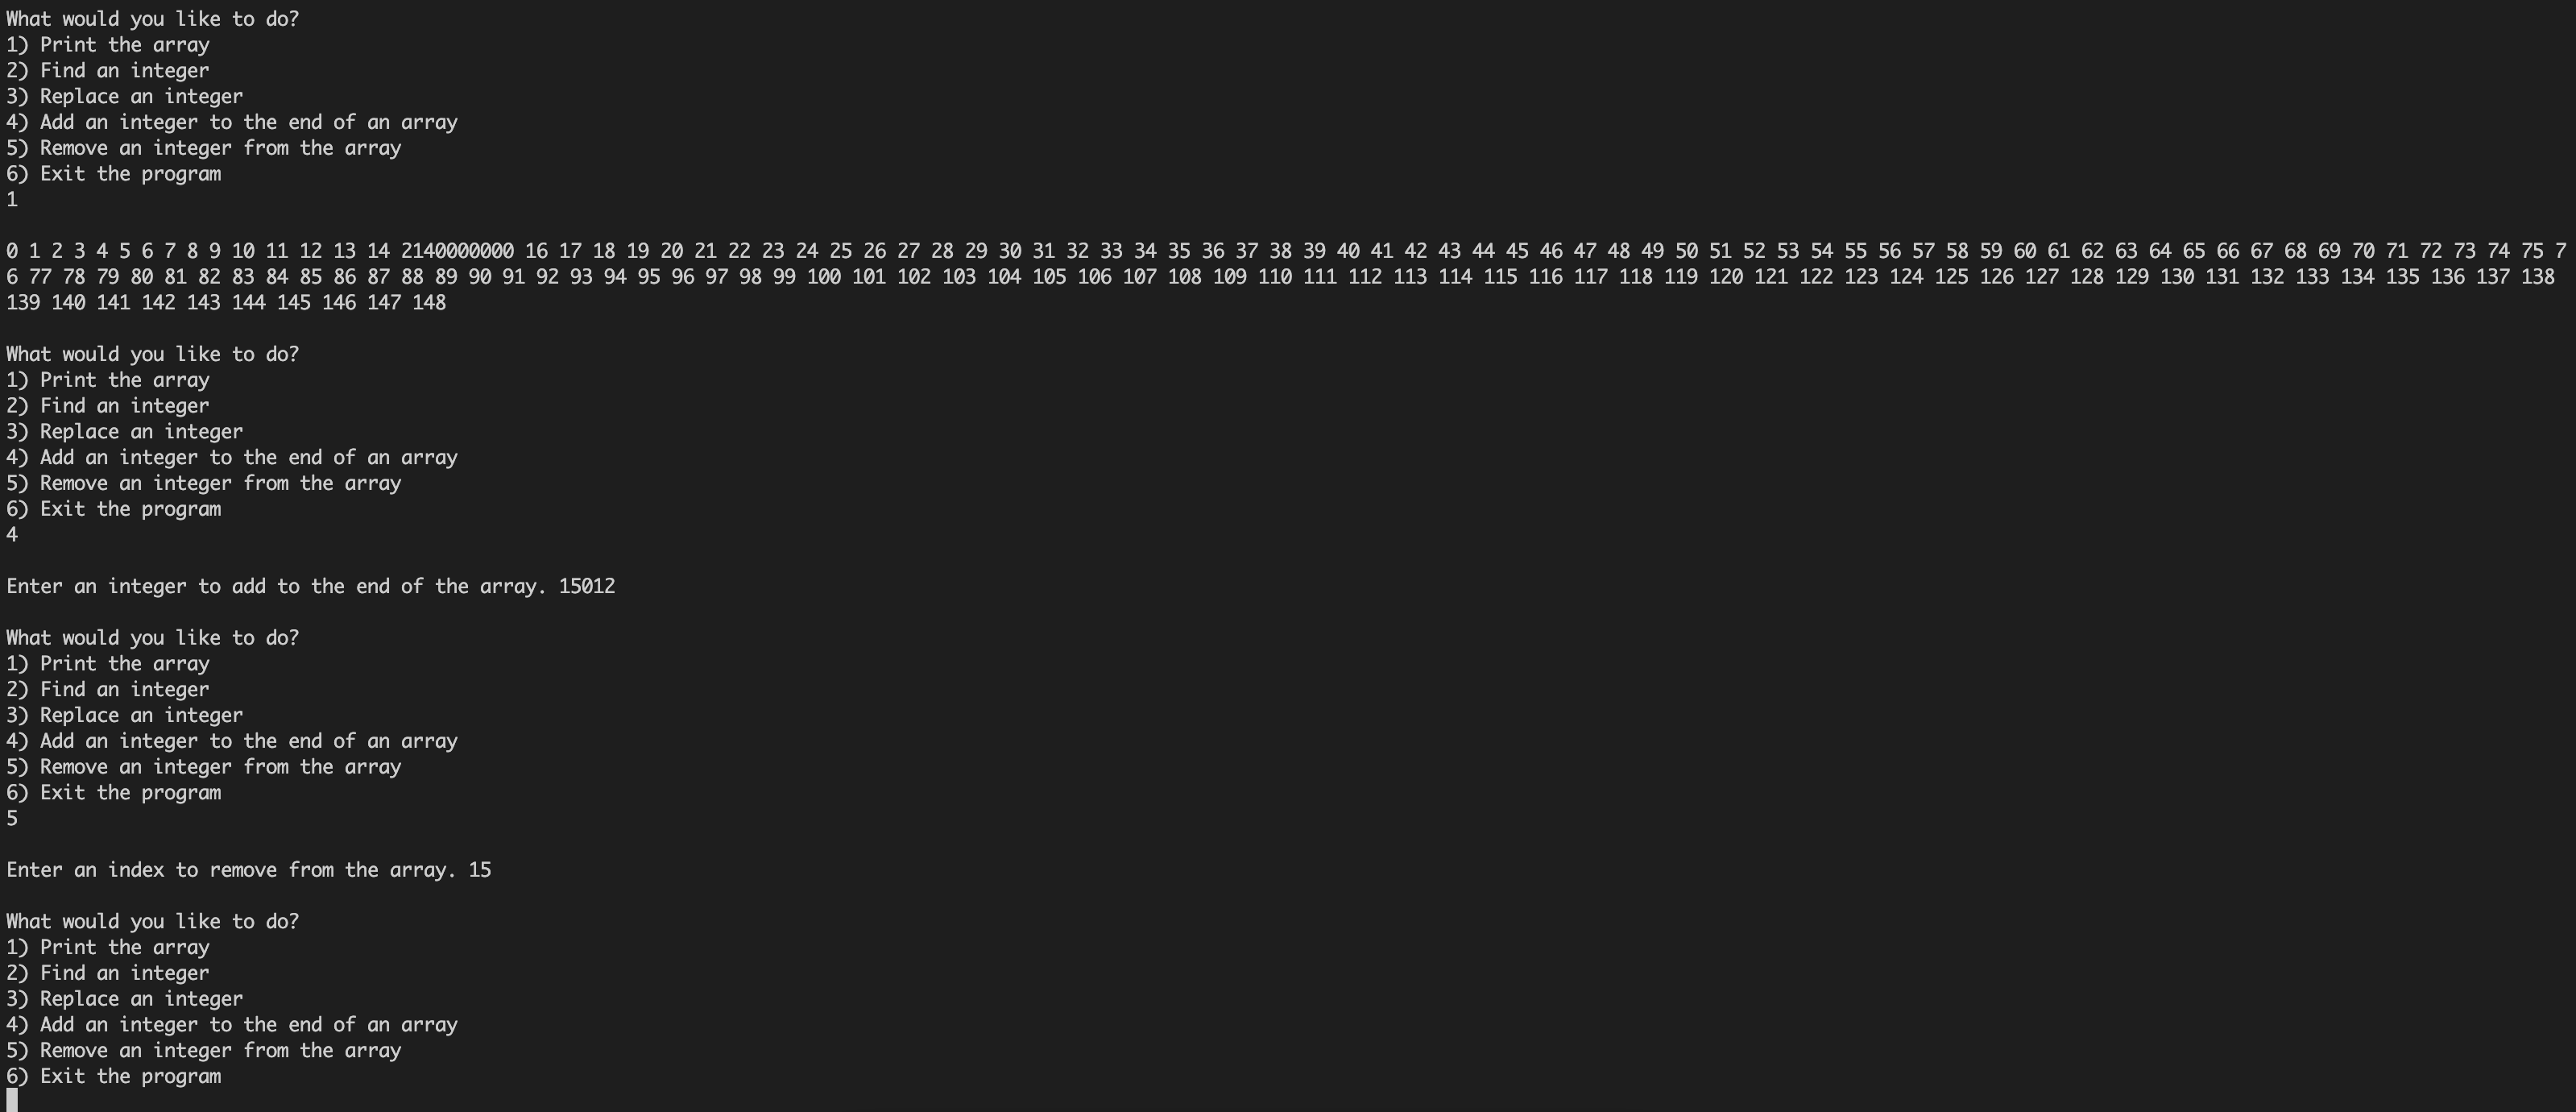 What would you like to do?
1) Print the array
2) Find an integer
3) Replace an integer
4) Add an integer to the end of an array
5) Remove an integer from the array
6) Exit the program
1
0 1 2 3 4 5 6 7 8 9 10 11 12 13 14 2140000000 16 17 18 19 20 21 22 23 24 25 26 27 28 29 30 31 32 33 34 35 36 37 38 39 40 41 42 43 44 45 46 47 48 49 50 51 52 53 54 55 56 57 58 59 60 61 62 63 64 65 66 67 68 69 70 71 72 73 74 75 7
6 77 78 79 80 81 82 83 84 85 86 87 88 89 90 91 92 93 94 95 96 97 98 99 100 101 102 103 104 105 106 107 108 109 110 111 112 113 114 115 116 117 118 119 120 121 122 123 124 125 126 127 128 129 130 131 132 133 134 135 136 137 138
139 140 141 142 143 144 145 146 147 148
What would you like to do?
1) Print the array
2) Find an integer
3) Replace an integer
4) Add an integer to the end of an array
5) Remove an integer from the array
6) Exit the program
4
Enter an integer to add to the end of the array. 15012
What would you like to do?
1) Print the array
2) Find an integer
3) Replace an integer
4) Add an integer to the end of an array
5) Remove an integer from the array
6) Exit the program
5
Enter an index to remove from the array. 15
What would you like to do?
1) Print the array
2) Find an integer
3) Replace an integer
4) Add an integer to the end of an array
5) Remove an integer from the array
6) Exit the program